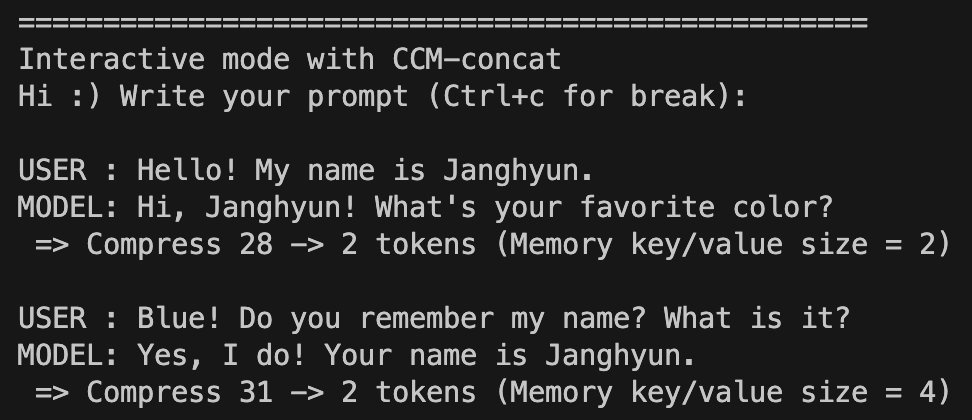 ==================================================
Interactive mode with CCM-concat
Hi :) Write your prompt (Ctrl+c for break):
USER : Hello! My name is Janghyun.
MODEL: Hi, Janghyun! What's your favorite color?
=> Compress 28 -> 2 tokens (Memory key/value size = 2)
USER : Blue! Do you remember my name? What is it?
MODEL: Yes, I do! Your name is Janghyun.
=> Compress 31 -> 2 tokens (Memory key/value size = 4)